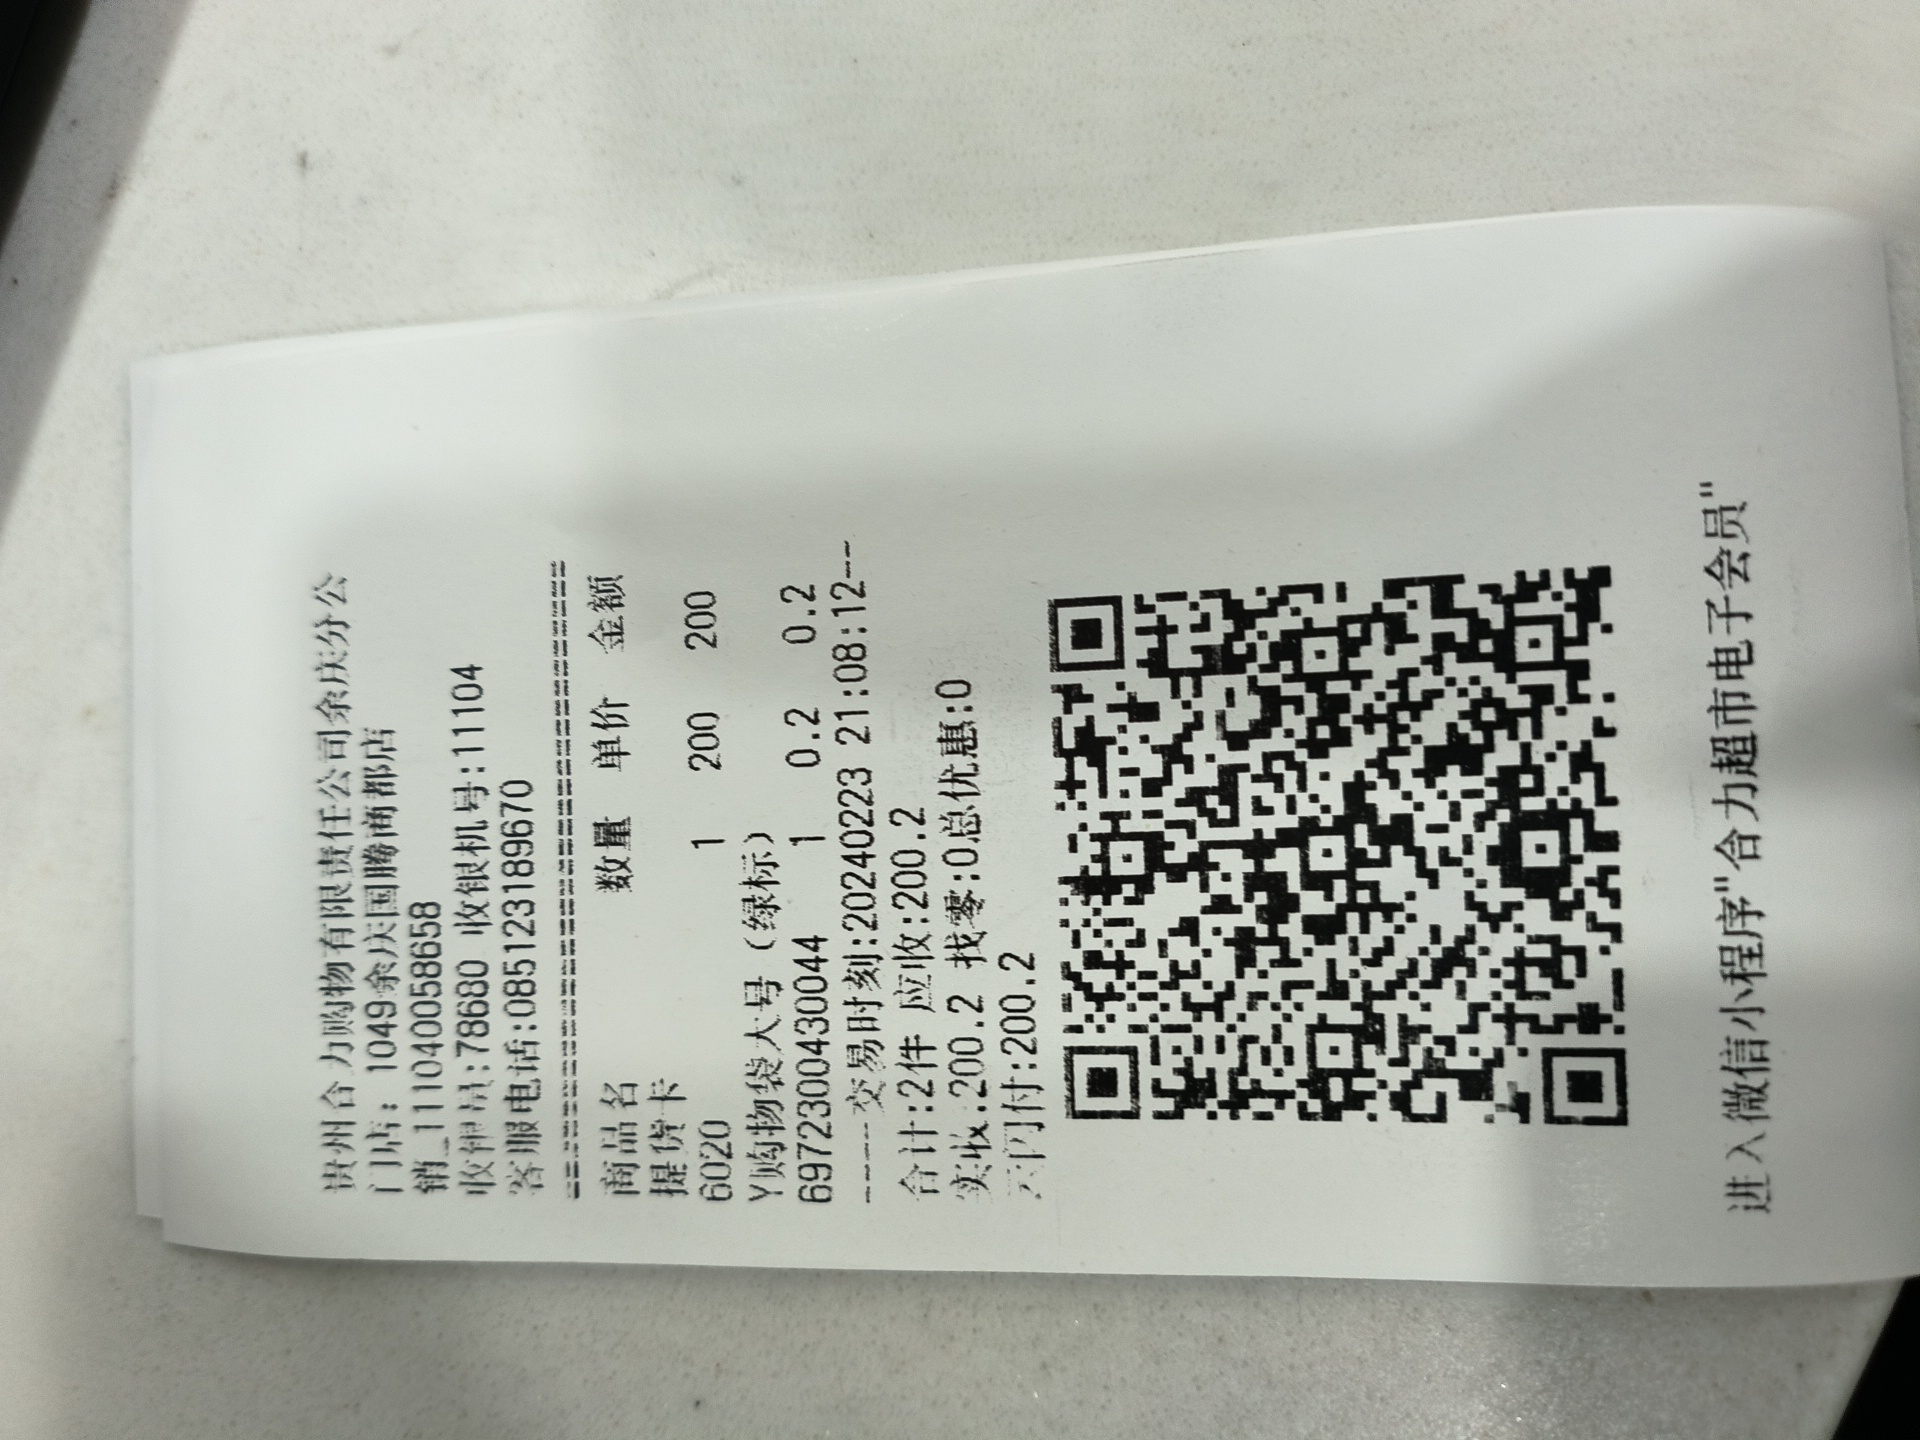 贵州合力购物有限责任公司余庆分公
门店: 1049余庆国腾商都店
销_111040058658
收银员:78680 收银机号:11104
客服电话:085123189670
================================
商品名 数量 单价 金额
提货卡
6020 1 200 200
Y购物袋大号（绿标）
6972300430044 1 0.2 0.2
----交易时刻:20240223 21:08:12--
合计:2件 应收:200.2
实收:200.2 找零:0总优惠:0
云闪付:200.2
进入微信小程序"合力超市电子会员"